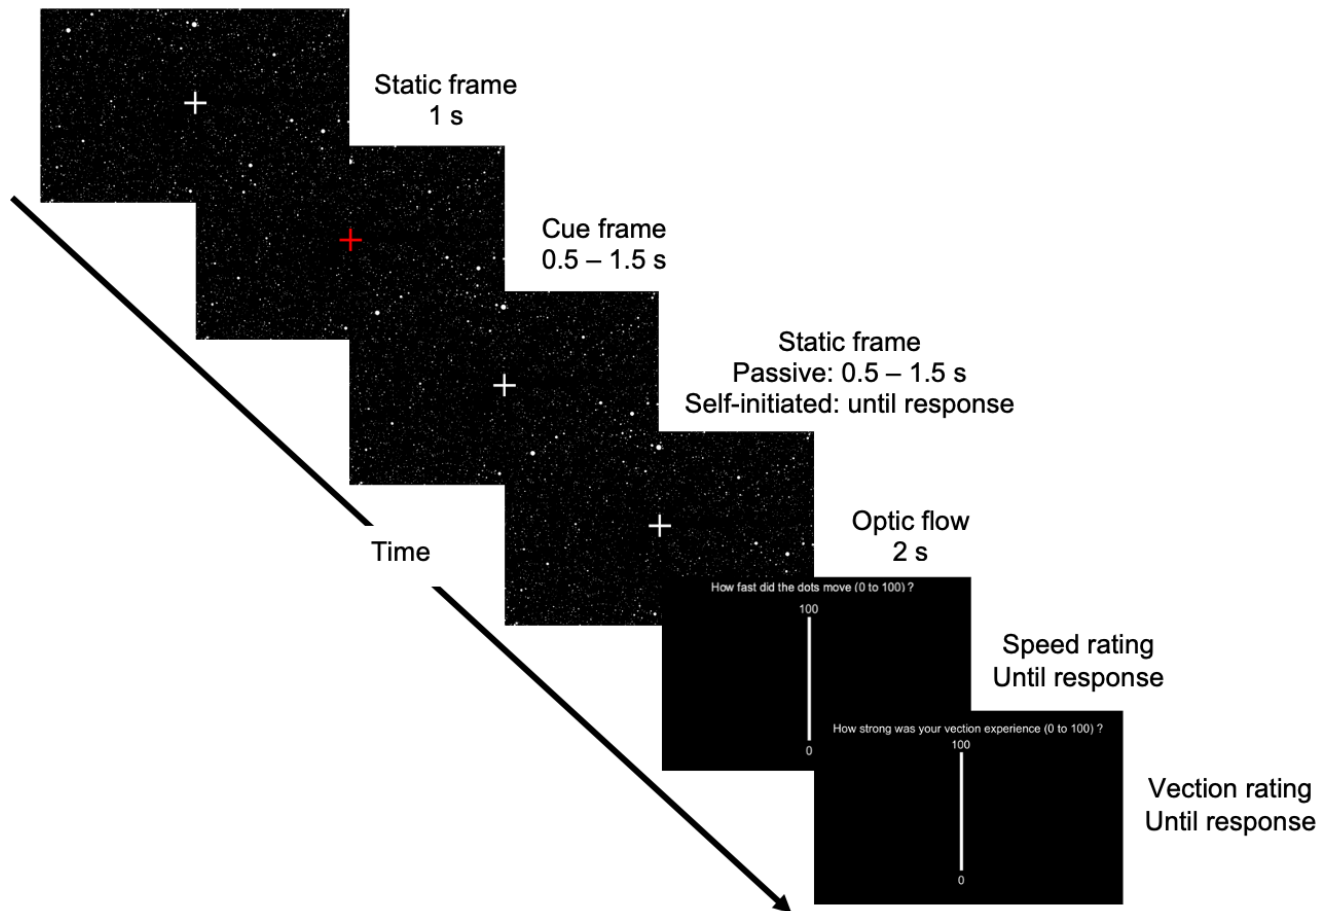 Static frame
1 s
Cue frame
0.5 – 1.5 s
Static frame
Passive: 0.5 – 1.5 s
Self-initiated: until response
Optic flow
2 s
Time
How fast did the dots move (0 to 100) ?
100
0
Speed rating
Until response
How strong was your vection experience (0 to 100) ?
100
0
Vection rating
Until response